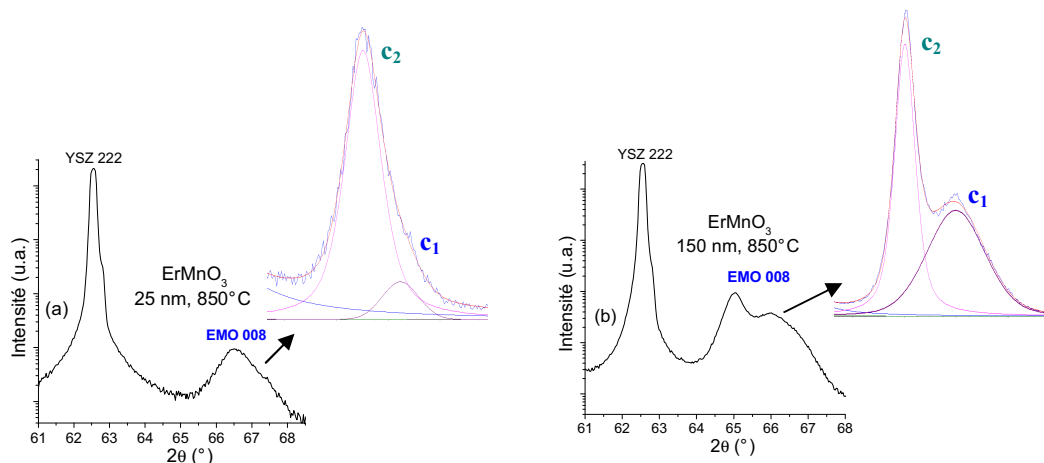 c₂
c₁
YSZ 222
Intensité (u.a.)
(a)
ErMnO₃
25 nm, 850°C
EMO 008
61 62 63 64 65 66 67 68
2θ (°)
c₂
c₁
YSZ 222
Intensité (u.a.)
(b)
ErMnO₃
150 nm, 850°C
EMO 008
61 62 63 64 65 66 67 68
2θ (°)